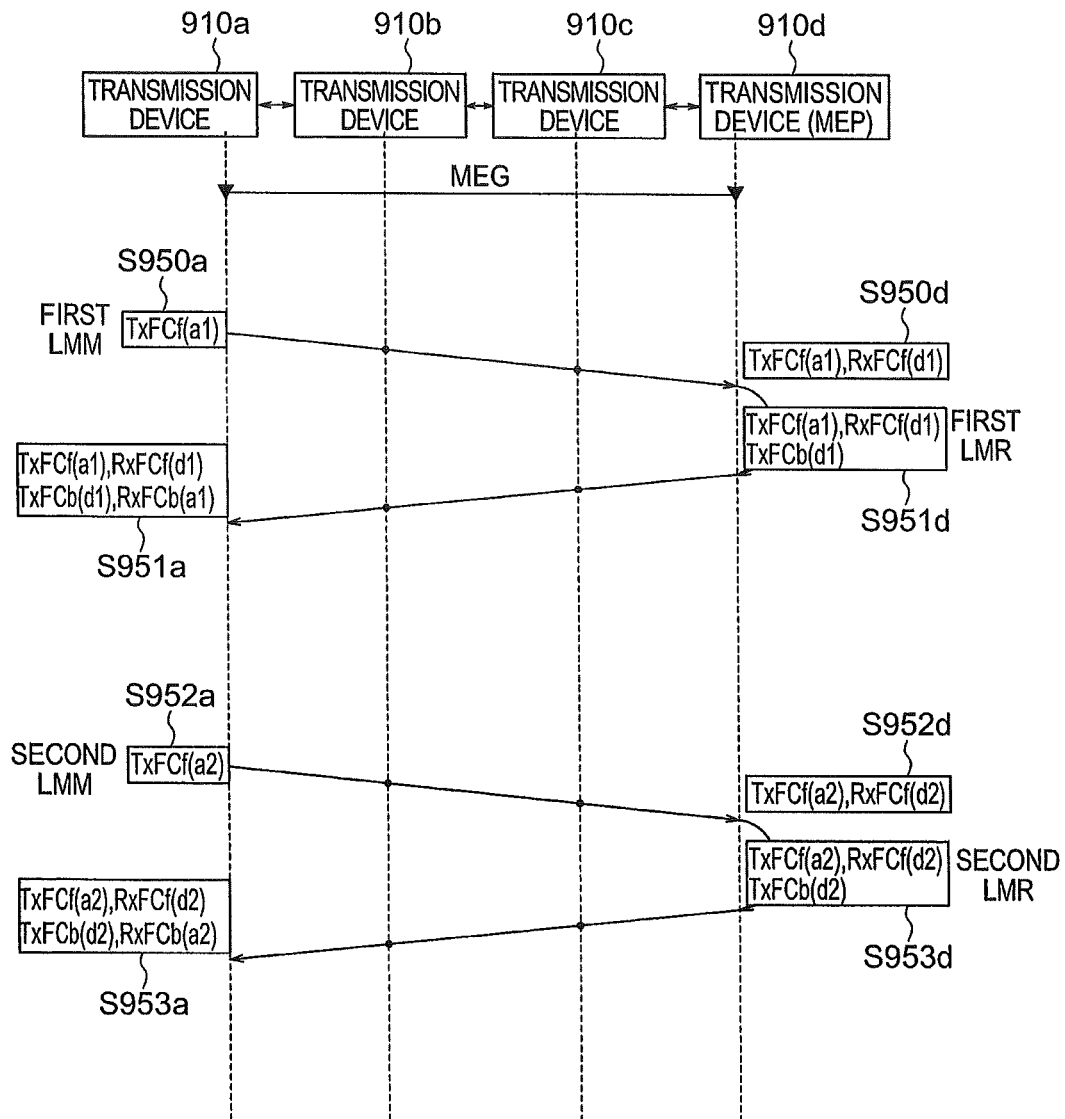 910a
910b
910c
910d
TRANSMISSION
DEVICE
TRANSMISSION
DEVICE
TRANSMISSION
DEVICE
TRANSMISSION
DEVICE (MEP)
MEG
S950a
FIRST
LMM
TxFCf(a1)
S950d
TxFCf(a1),RxFCf(d1)
TxFCf(a1),RxFCf(d1)
TxFCb(d1)
FIRST
LMR
S951d
TxFCf(a1),RxFCf(d1)
TxFCb(d1),RxFCb(a1)
S951a
S952a
SECOND
LMM
TxFCf(a2)
S952d
TxFCf(a2),RxFCf(d2)
TxFCf(a2),RxFCf(d2)
TxFCb(d2)
SECOND
LMR
S953d
TxFCf(a2),RxFCf(d2)
TxFCb(d2),RxFCb(a2)
S953a